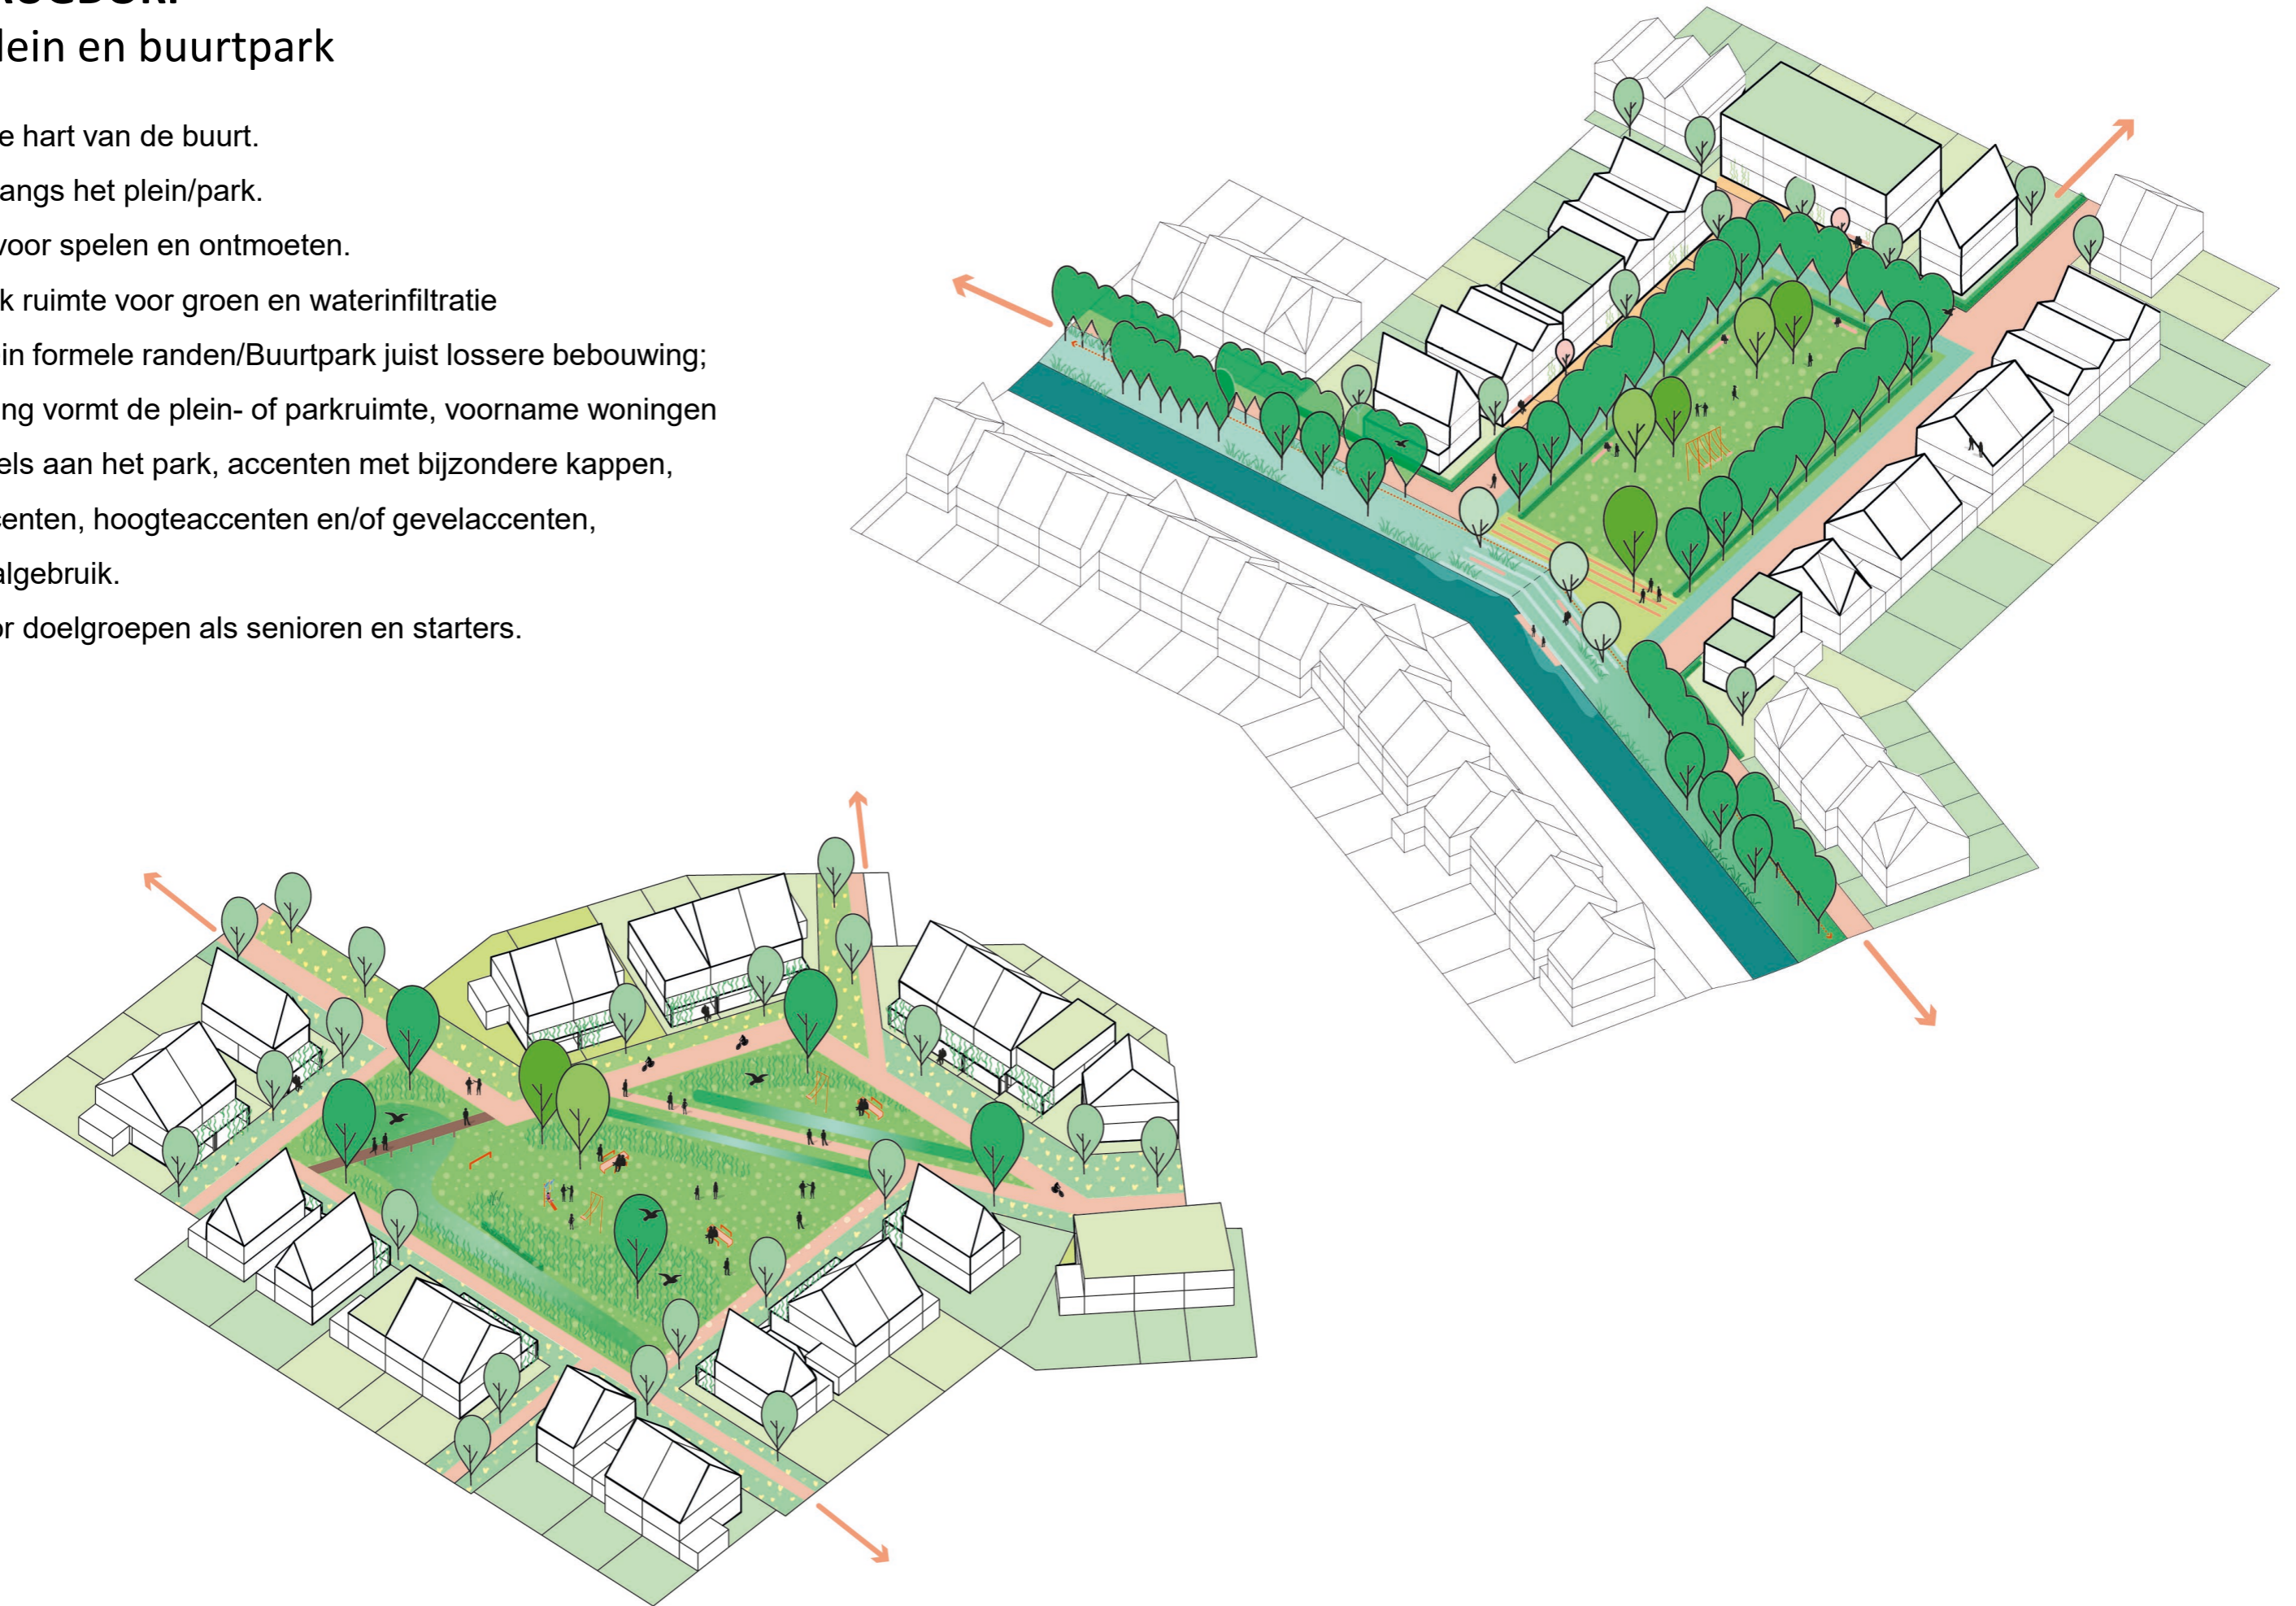 lein en buurtpark
e hart van de buurt.
angs het plein/park.
voor spelen en ontmoeten.
k ruimte voor groen en waterinfiltratie
in formele randen/Buurtpark juist lossere bebouwing;
ng vormt de plein- of parkruimte, voorname woningen
els aan het park, accenten met bijzondere kappen,
centen, hoogteaccenten en/of gevelaccenten,
algebruik.
or doelgroepen als senioren en starters.